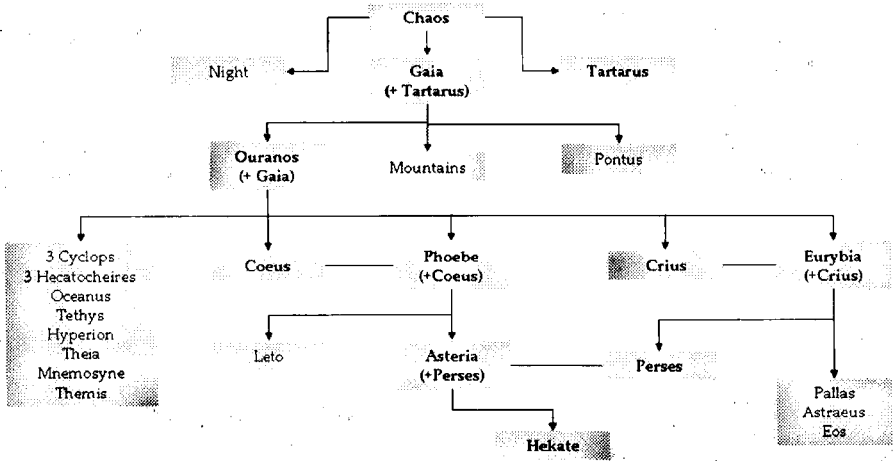 Chaos
Night
Gaia
(+ Tartarus)
Tartarus
Ouranos
(+ Gaia)
Mountains
Pontus
3 Cyclops
3 Hecatocheires
Oceanus
Tethys
Hyperion
Theia
Mnemosyne
Themis
Coeus
Phoebe
(+Coeus)
Crius
Eurybia
(+Crius)
Leto
Asteria
(+Perses)
Perses
Pallas
Astraeus
Eos
Hekate